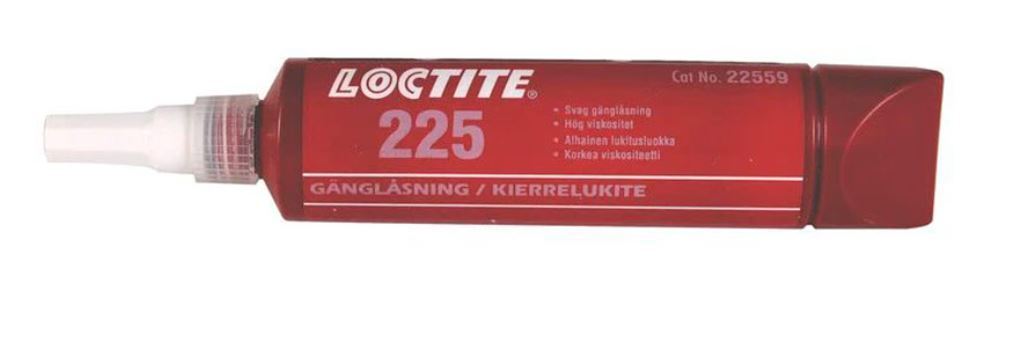 LOCTITE®
Cat No. 22559
225
• Svag gänglåsning
• Hög viskositet
• Alhainen lukitusluokka
• Korkea viskositeetti
GÄNGLÅSNING / KIERRELUKITE